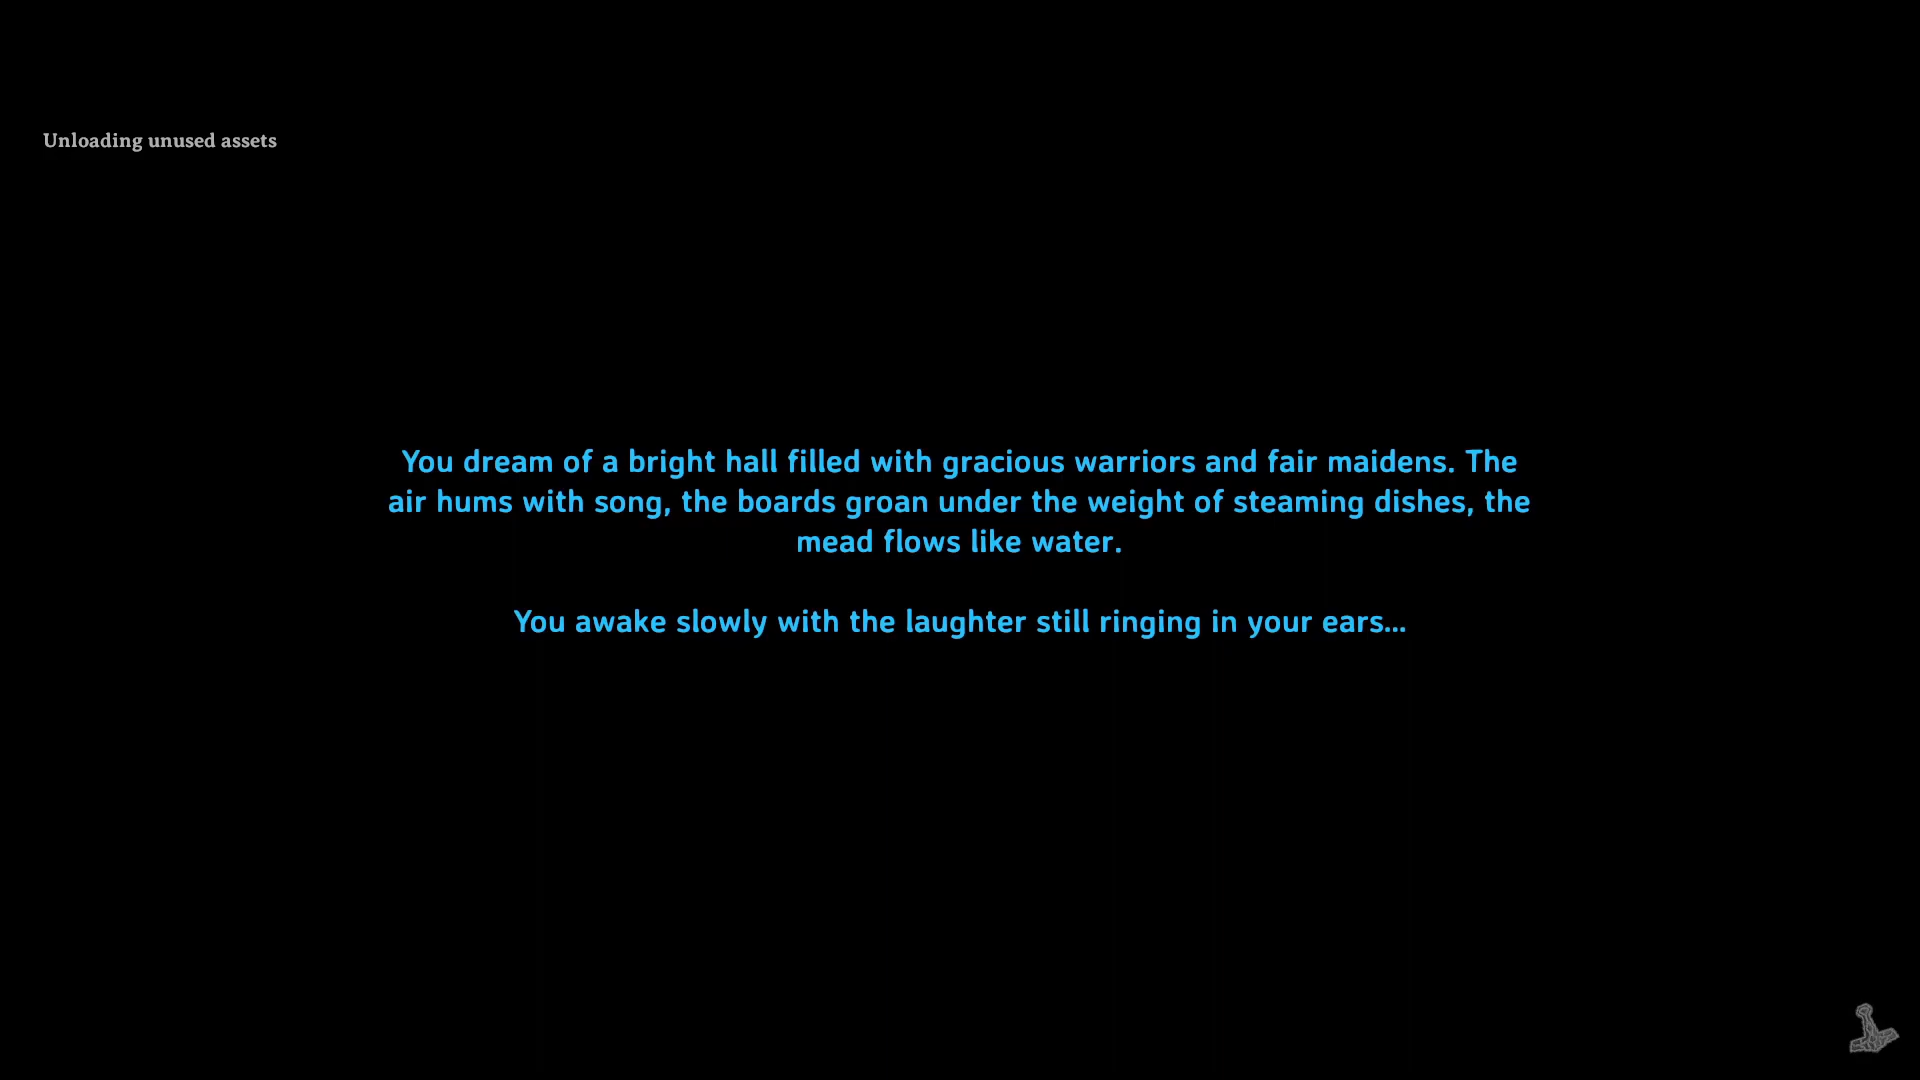 Unloading unused assets
You dream of a bright hall filled with gracious warriors and fair maidens. The
air hums with song, the boards groan under the weight of steaming dishes, the
mead flows like water.
You awake slowly with the laughter still ringing in your ears...